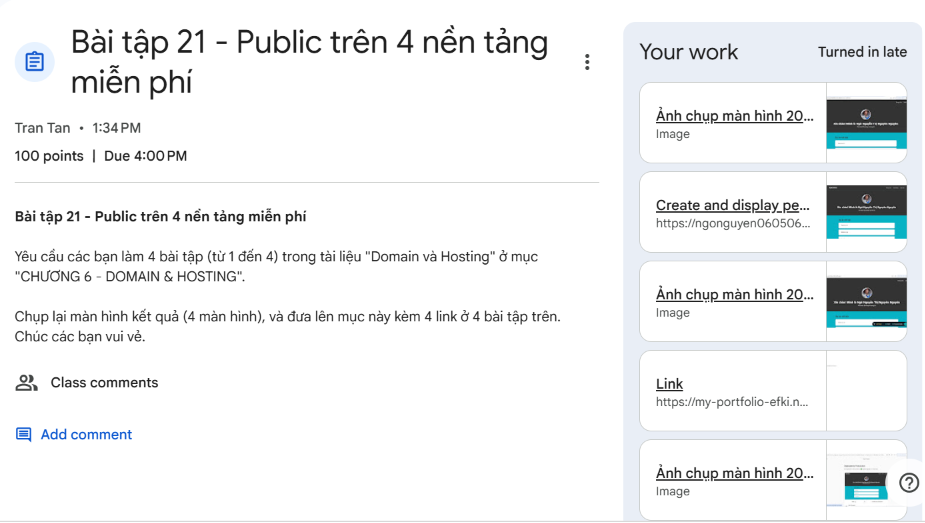 Bài tập 21 - Public trên 4 nền tảng
miễn phí
Tran Tan • 1:34 PM
100 points | Due 4:00 PM
Bài tập 21 - Public trên 4 nền tảng miễn phí
Yêu cầu các bạn làm 4 bài tập (từ 1 đến 4) trong tài liệu "Domain và Hosting" ở mục
"CHƯƠNG 6 - DOMAIN & HOSTING".
Chụp lại màn hình kết quả (4 màn hình), và đưa lên mục này kèm 4 link ở 4 bài tập trên.
Chúc các bạn vui vẻ.
Class comments
Add comment
Your work
Turned in late
Ảnh chụp màn hình 20...
Image
Create and display pe...
https://ngonguyen060506...
Ảnh chụp màn hình 20...
Image
Link
https://my-portfolio-efki.n...
Ảnh chụp màn hình 20...
Image